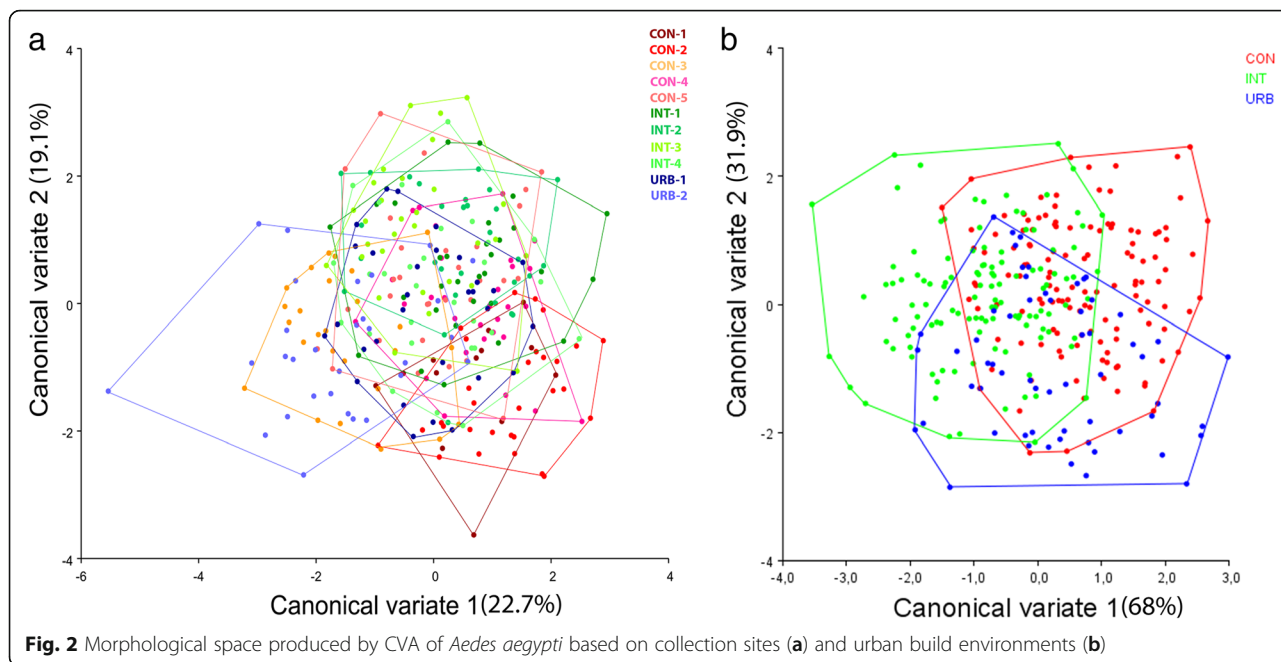 a
4
2
0
-2
-4
-6
-4
-2
0
2
4
Canonical variate 2 (19.1%)
Canonical variate 1(22.7%)
CON-1
CON-2
CON-3
CON-4
CON-5
INT-1
INT-2
INT-3
INT-4
URB-1
URB-2
b
4
2
0
-2
-4
-4,0
-3,0
-2,0
-1,0
0,0
1,0
2,0
3,0
Canonical variate 2 (31.9%)
Canonical variate 1(68%)
CON
INT
URB
Fig. 2 Morphological space produced by CVA of Aedes aegypti based on collection sites (a) and urban build environments (b)